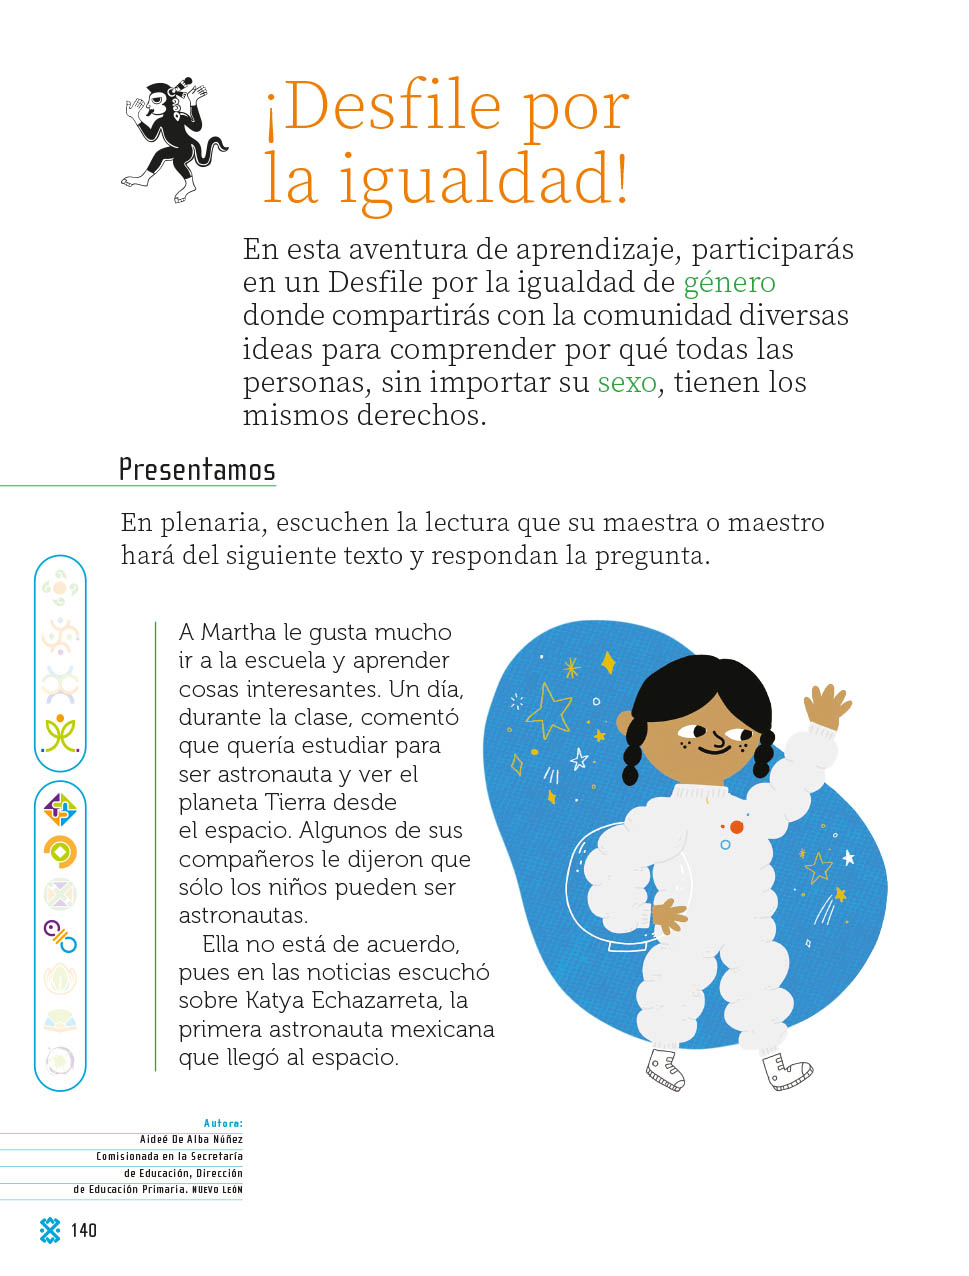 ¡Desfile por
la igualdad!
En esta aventura de aprendizaje, participarás
en un Desfile por la igualdad de género
donde compartirás con la comunidad diversas
ideas para comprender por qué todas las
personas, sin importar su sexo, tienen los
mismos derechos.
Presentamos
En plenaria, escuchen la lectura que su maestra o maestro
hará del siguiente texto y respondan la pregunta.
A Martha le gusta mucho
ir a la escuela y aprender
cosas interesantes. Un día,
durante la clase, comentó
que quería estudiar para
ser astronauta y ver el
planeta Tierra desde
el espacio. Algunos de sus
compañeros le dijeron que
sólo los niños pueden ser
astronautas.
Ella no está de acuerdo,
pues en las noticias escuchó
sobre Katya Echazarreta, la
primera astronauta mexicana
que llegó al espacio.
Autora:
Aideé De Alba Núñez
Comisionada en la Secretaría
de Educación, Dirección
de Educación Primaria. NUEVO LEÓN
140